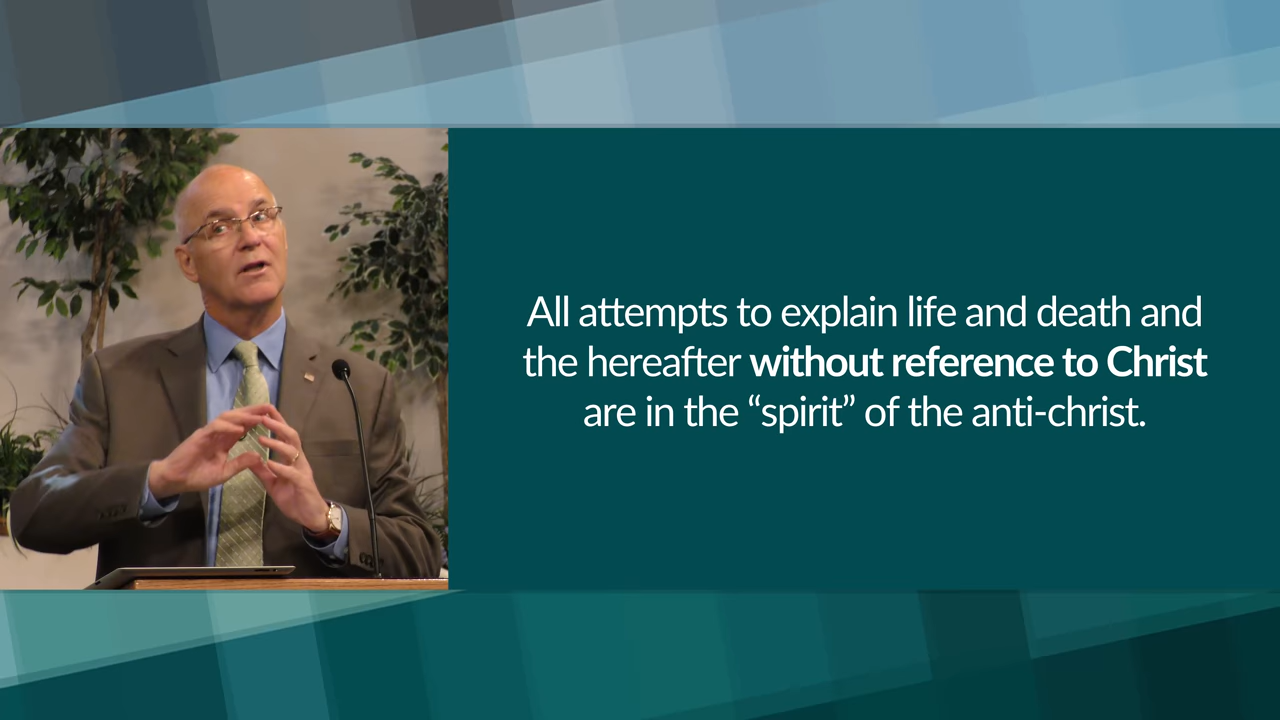 All attempts to explain life and death and
the hereafter without reference to Christ
are in the “spirit” of the anti-christ.